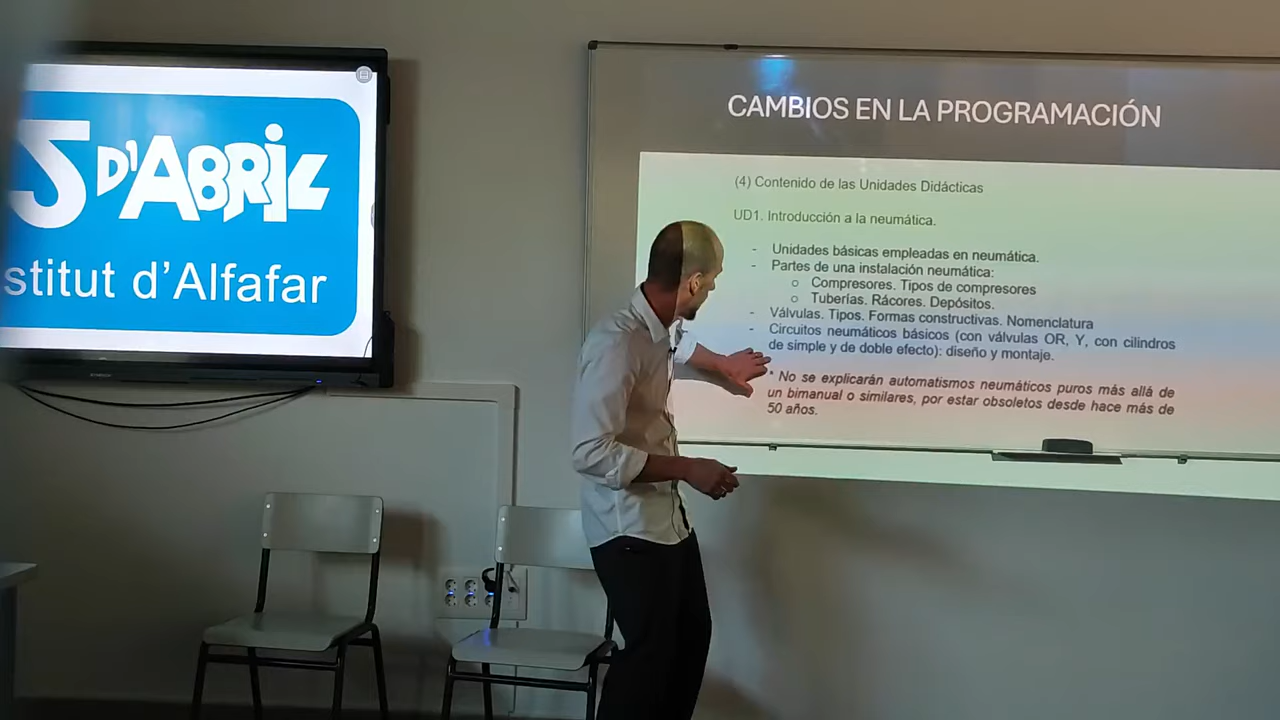 5 D'ABRIL
stitut d'Alfafar
CAMBIOS EN LA PROGRAMACIÓN
(4) Contenido de las Unidades Didácticas
UD1. Introducción a la neumática.
- Unidades básicas empleadas en neumática.
- Partes de una instalación neumática:
o Compresores. Tipos de compresores
o Tuberías. Rácores. Depósitos.
- Válvulas. Tipos. Formas constructivas. Nomenclatura
- Circuitos neumáticos básicos (con válvulas OR, Y, con cilindros
de simple y de doble efecto): diseño y montaje.
* No se explicarán automatismos neumáticos puros más allá de
un bimanual o similares, por estar obsoletos desde hace más de
50 años.